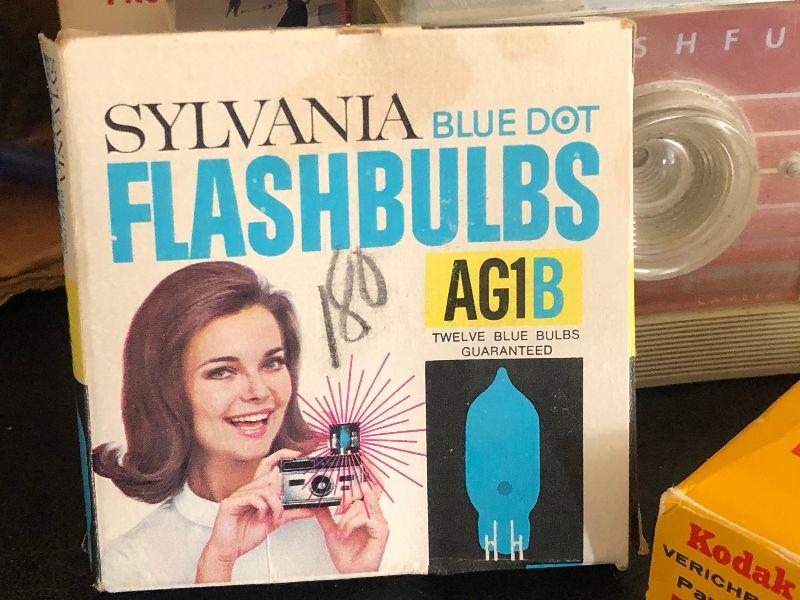 SYLVANIA BLUE DOT
FLASHBULBS
180
AG1B
TWELVE BLUE BULBS
GUARANTEED
SHFU
Kodak
VERICHE
Pa